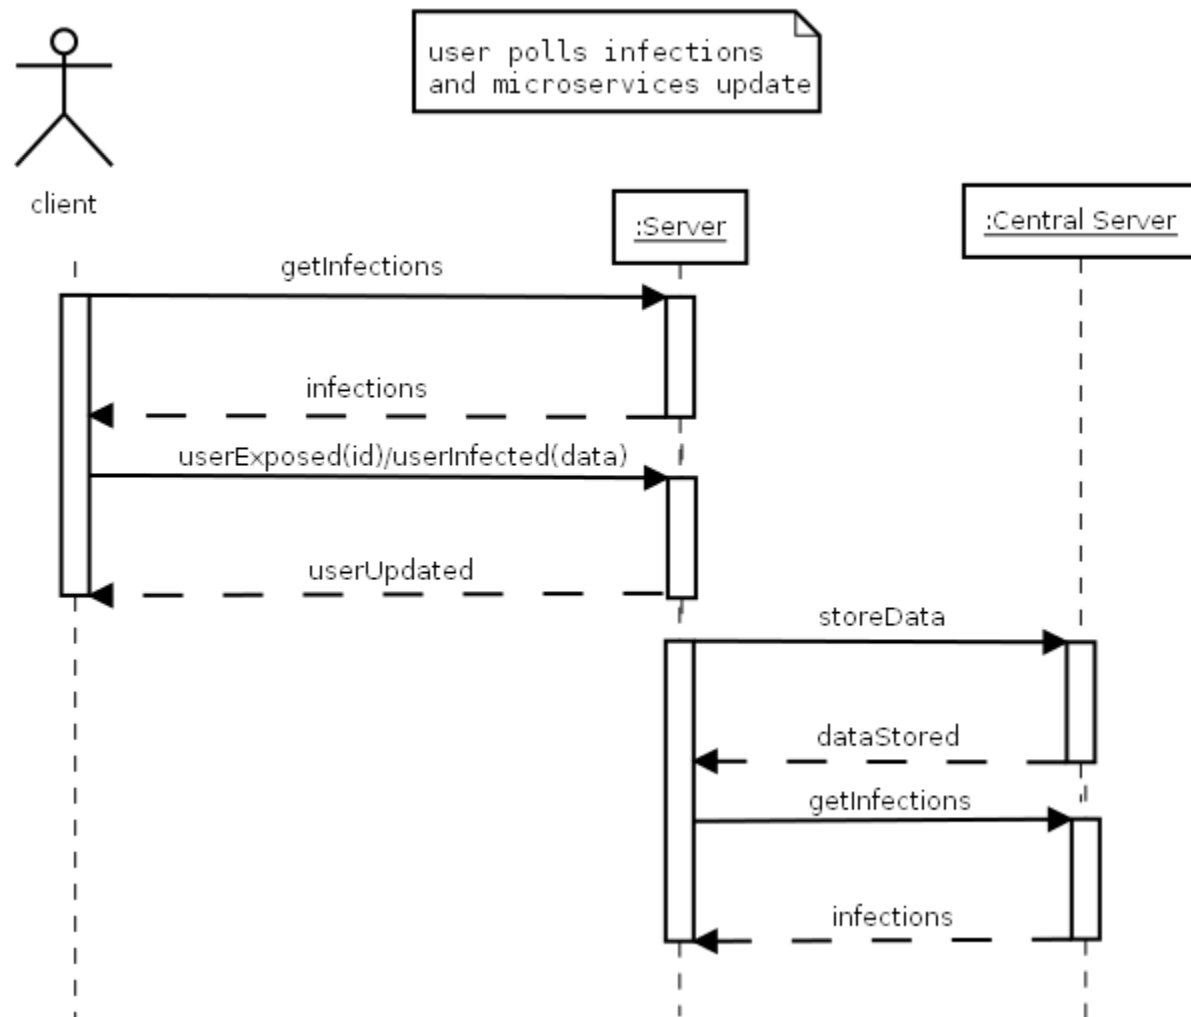 user polls infections
and microservices update
client
:Server
:Central Server
getInfections
infections
userExposed(id)/userInfected(data)
userUpdated
storeData
dataStored
getInfections
infections